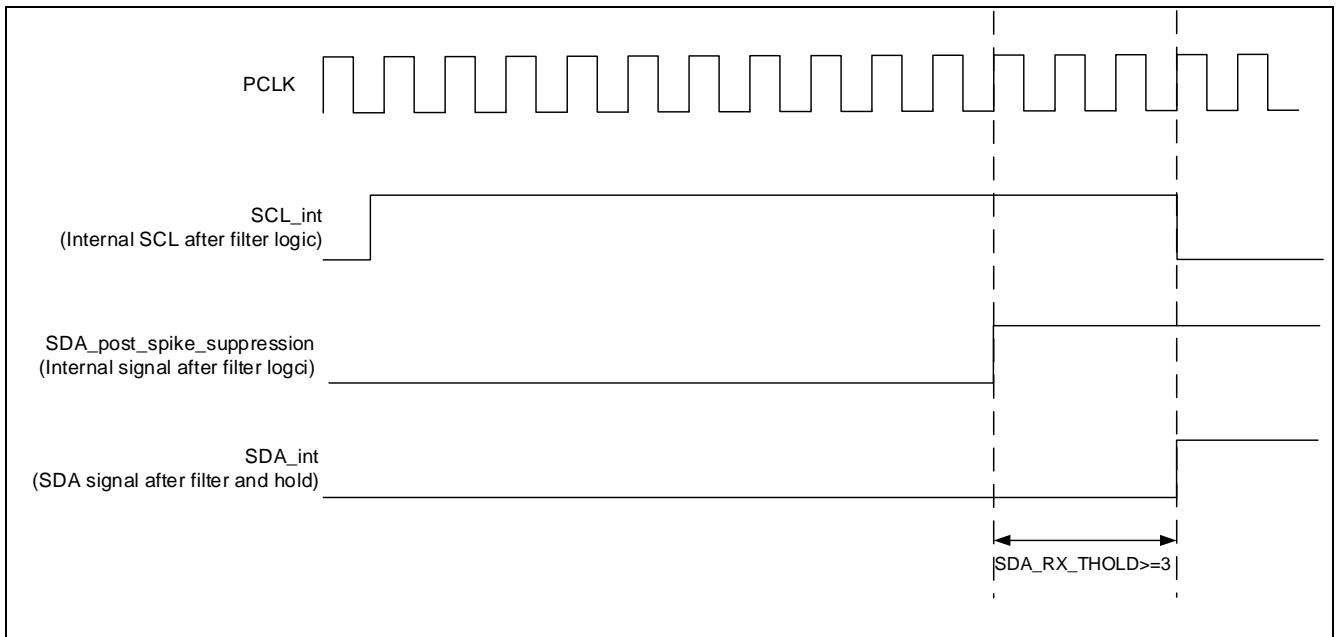 PCLK
SCL_int
(Internal SCL after filter logic)
SDA_post_spike_suppression
(Internal signal after filter logci)
SDA_int
(SDA signal after filter and hold)
SDA_RX_THOLD>=3